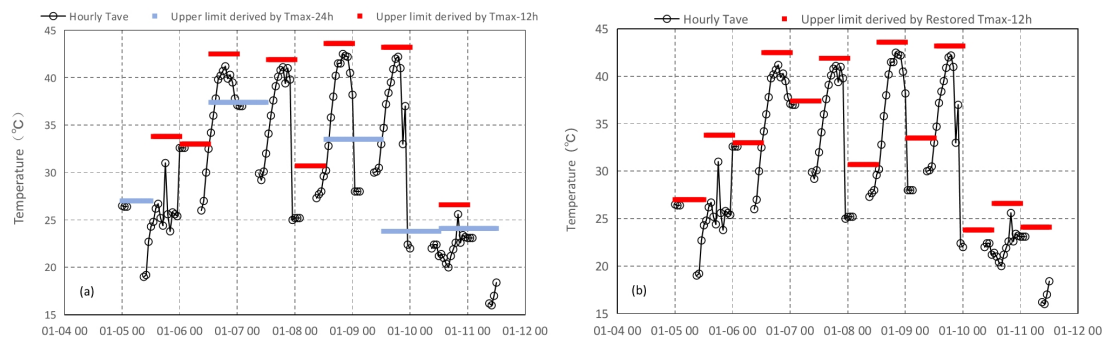 Hourly Tave Upper limit derived by Tmax-24h Upper limit derived by Tmax-12h
45
40
35
30
25
20
15
Temperature (℃)
(a)
01-04 00 01-05 00 01-06 00 01-07 00 01-08 00 01-09 00 01-10 00 01-11 00 01-12 00
Hourly Tave Upper limit derived by Restored Tmax-12h
45
40
35
30
25
20
15
Temperature (℃)
(b)
01-04 00 01-05 00 01-06 00 01-07 00 01-08 00 01-09 00 01-10 00 01-11 00 01-12 00